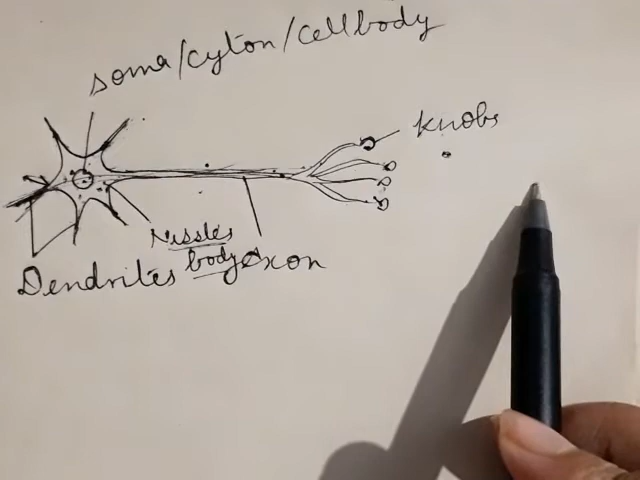 soma/cyton/cellbody
knobs
Nissles
body
axon
Dendrites